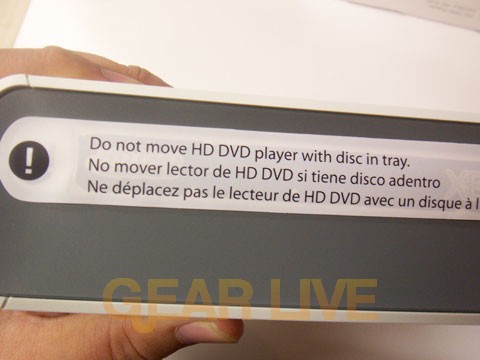 !
Do not move HD DVD player with disc in tray.
No mover lector de HD DVD si tiene disco adentro
Ne déplacez pas le lecteur de HD DVD avec un disque à l
GEAR LIVE